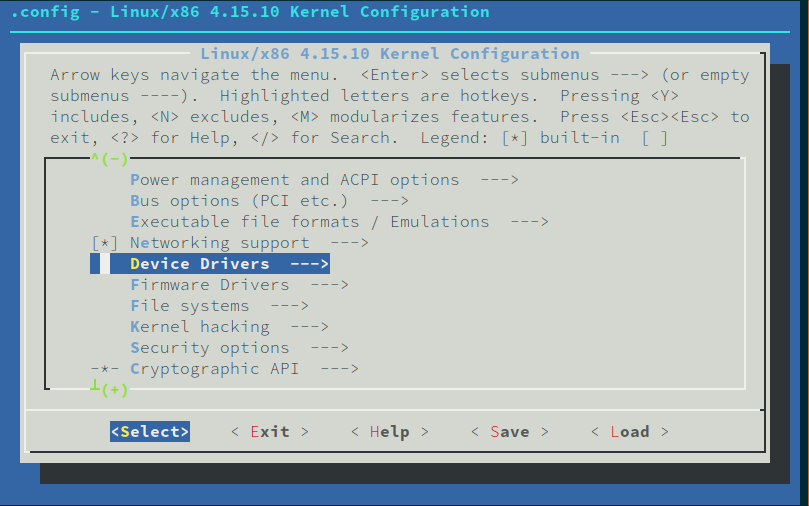 .config - Linux/x86 4.15.10 Kernel Configuration
Linux/x86 4.15.10 Kernel Configuration
Arrow keys navigate the menu.  <Enter> selects submenus ---> (or empty
submenus ----).  Highlighted letters are hotkeys.  Pressing <Y>
includes, <N> excludes, <M> modularizes features.  Press <Esc><Esc> to
exit, <?> for Help, </> for Search.  Legend: [*] built-in  [ ]
^(-)
Power management and ACPI options  --->
Bus options (PCI etc.)  --->
Executable file formats / Emulations  --->
[*] Networking support  --->
Device Drivers  --->
Firmware Drivers  --->
File systems  --->
Kernel hacking  --->
Security options  --->
-*- Cryptographic API  --->
┴(+)
<Select>    < Exit >    < Help >    < Save >    < Load >